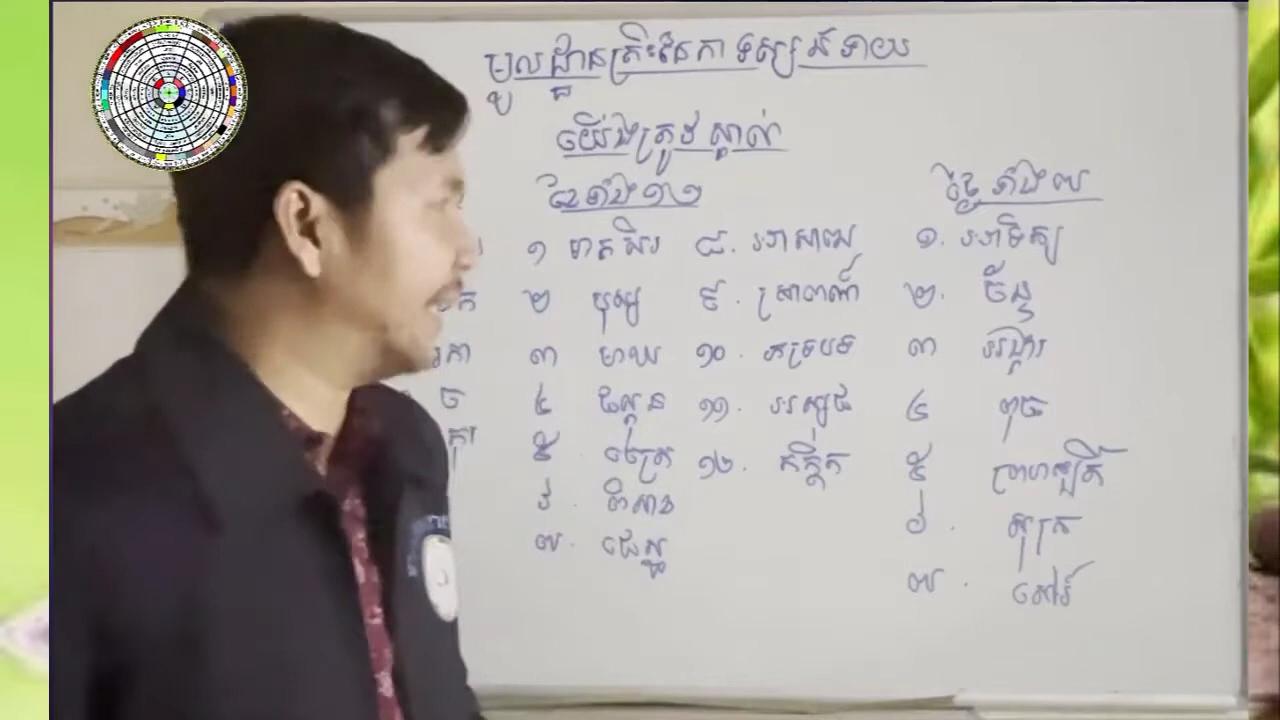 មូលដ្ឋានគ្រឹះនៃការទស្សន៍ទាយ
យើងត្រូវស្គាល់
ខែទាំង១២
ថ្ងៃទាំង៧
១ មាគសិរ
២ បុស្ស
៣ មាឃ
៤ ផល្គុន
៥ ចេត្រ
៦ . ពិសាខ
៧ . ជេស្ឋ
៨ . អាសាឍ
៩ . ស្រាពណ៍
១០ . ភទ្របទ
១១ . អស្សុជ
១២ . កត្តិក
១. អាទិត្យ
២. ច័ន្ទ
៣ អង្គារ
៤ ពុធ
៥ ព្រហស្បតិ៍
៦ . សុក្រ
៧ . សៅរ៍